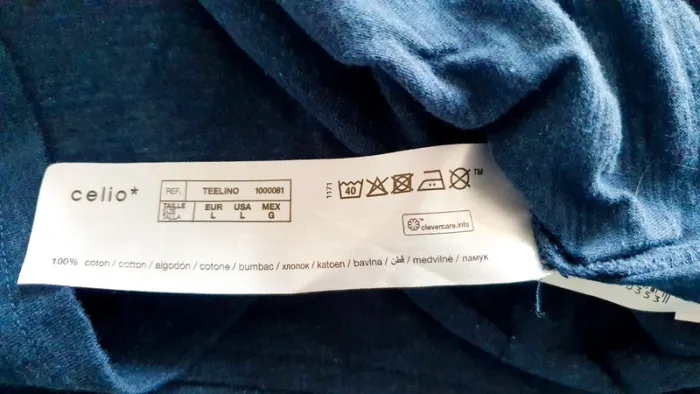 celio*
REF. TEELINO 1000081
TAILLE SIZE TALLA EUR L USA L MEX G
1171
40
TM
clevercare.info
100% coton / cotton / algodón / cotone / bumbac / хлопок / katoen / bavlna / قطن / medvilnė / памук